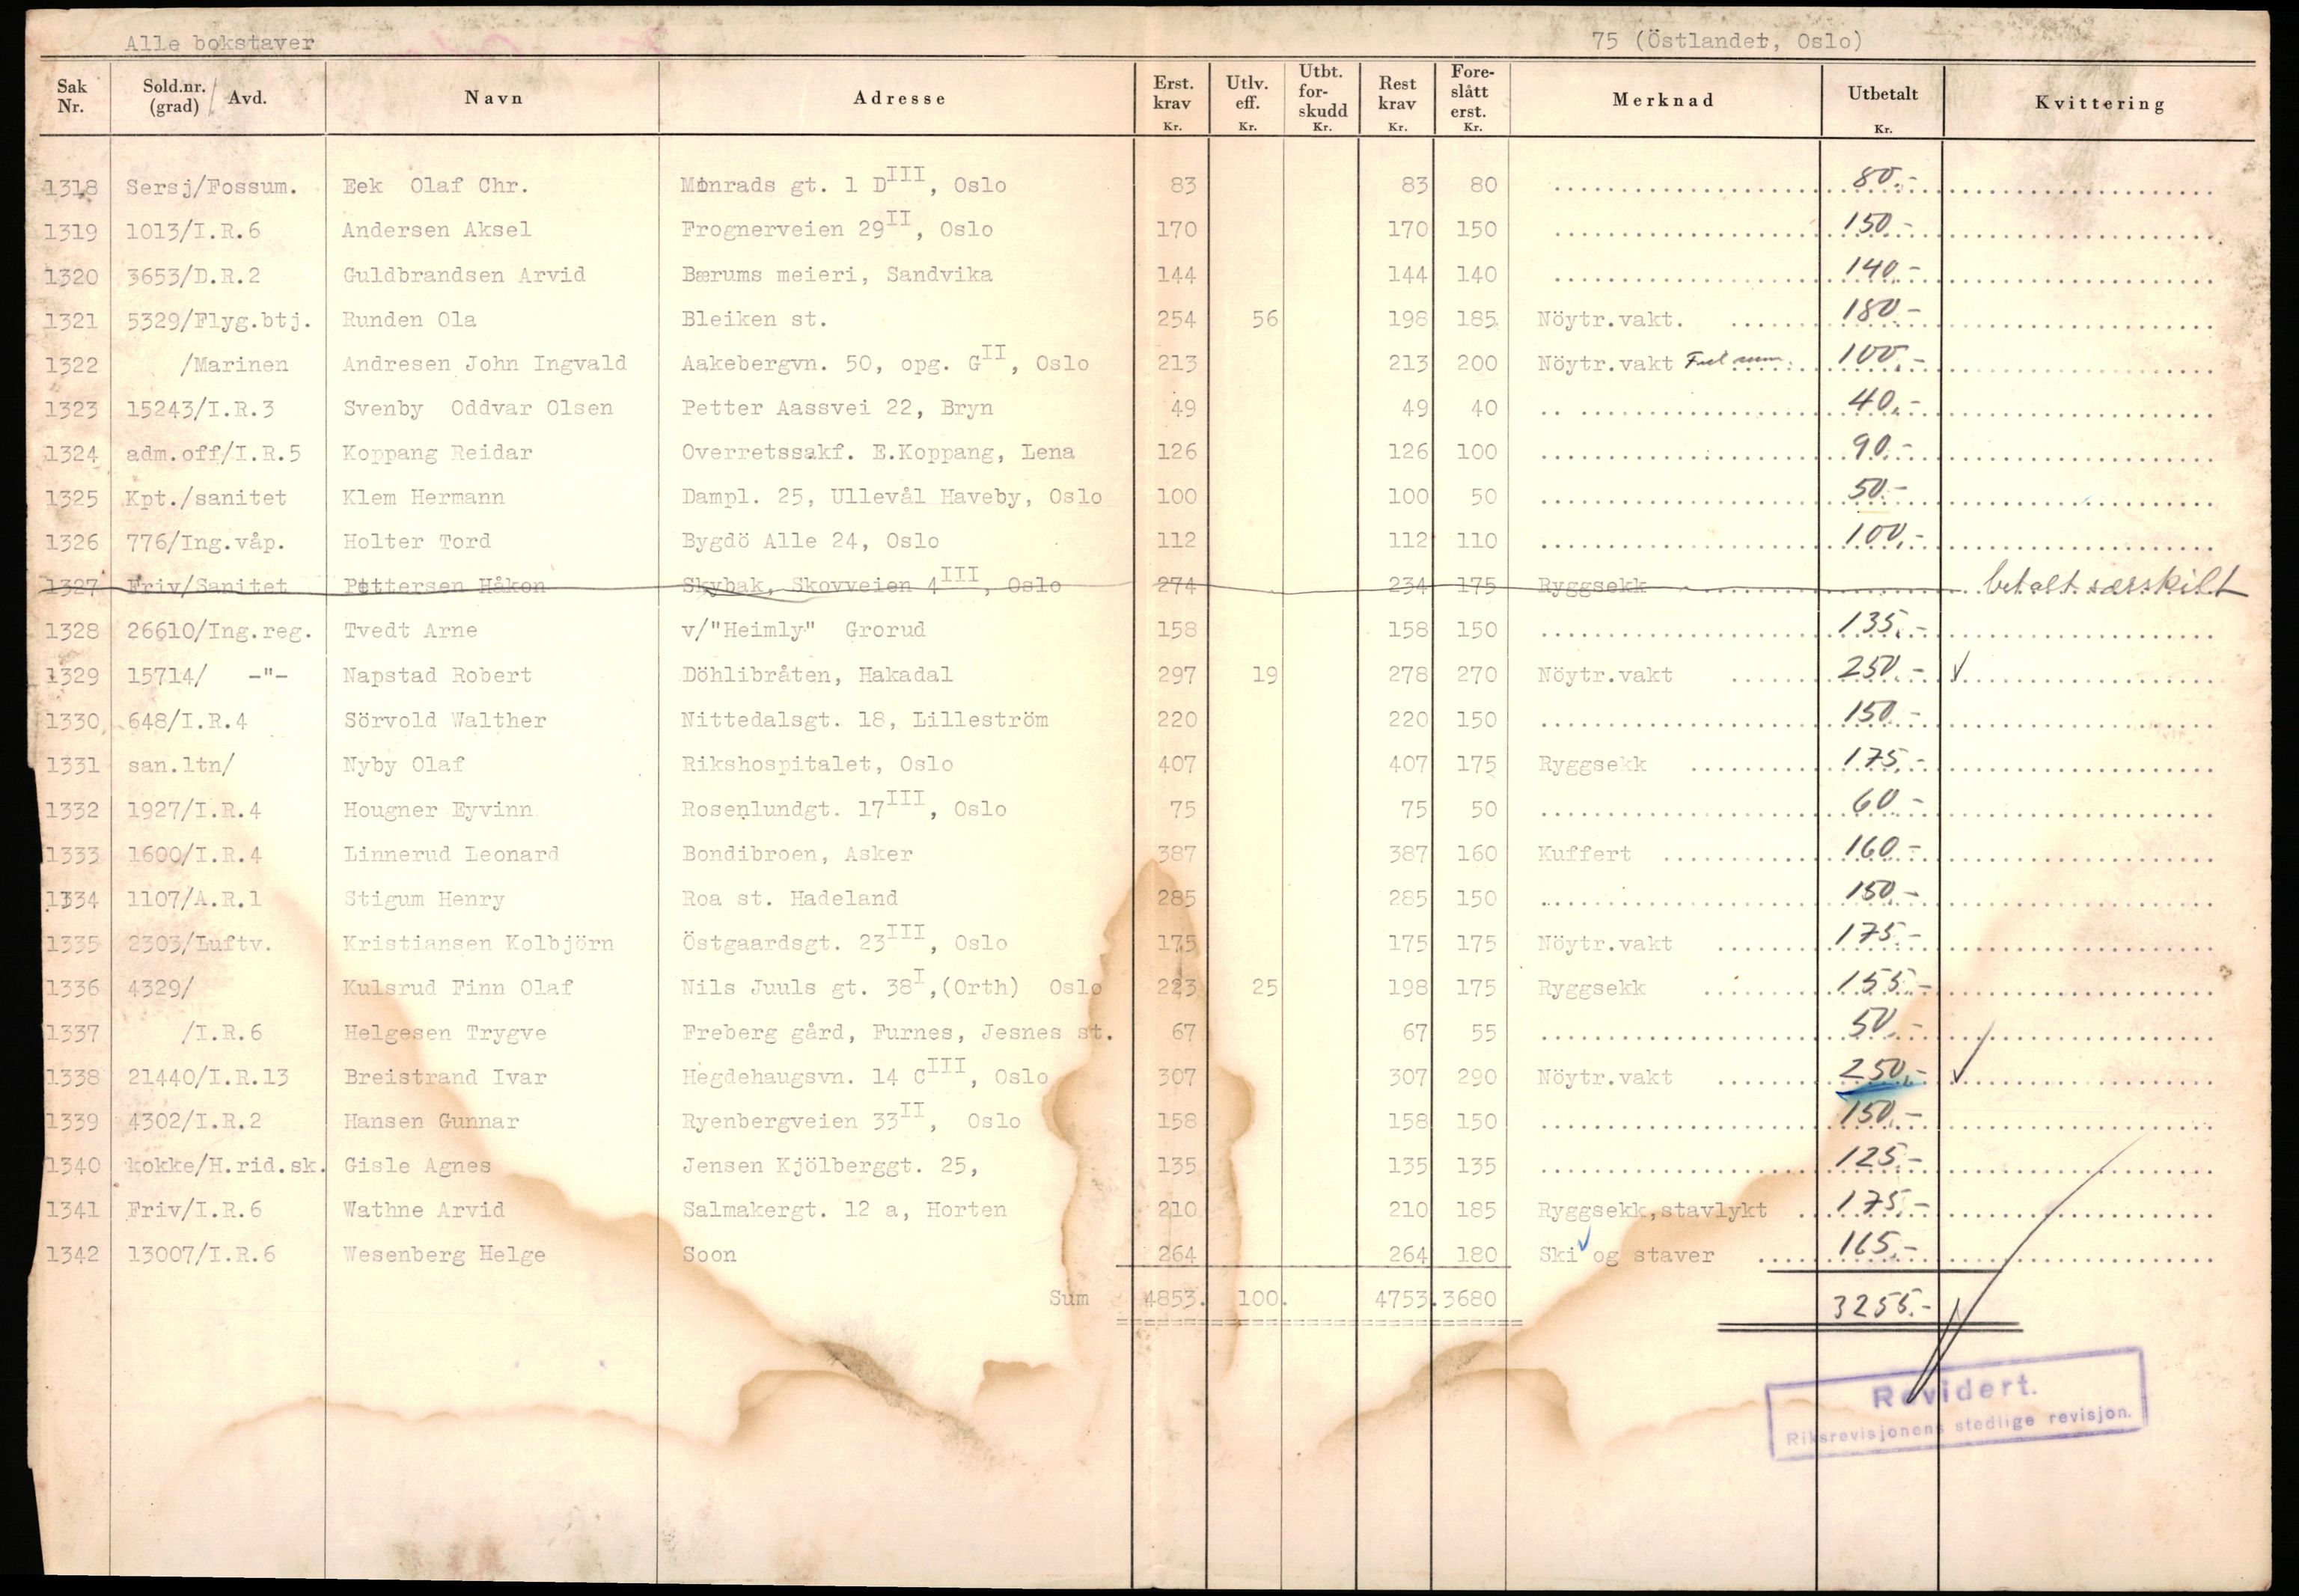 Alle bokstaver 75 (Östlandet, Oslo)
Sak Nr. Sold.nr. (grad) / Avd. Navn Adresse Erst. krav Kr. Utlv. eff. Kr. Utbt. for- skudd Kr. Rest krav Kr. Fore- slått erst. Kr. Merknad Utbetalt Kr. Kvittering
1318 Sersj/Fossum. Eek Olaf Chr. Munrads gt. 1 D III, Oslo 83 83 80 80.-
1319 1013/I.R.6 Andersen Aksel Frognerveien 29 II, Oslo 170 170 150 150.-
1320 3653/D.R.2 Guldbrandsen Arvid Bærums meieri, Sandvika 144 144 140 140.-
1321 5329/Flyg.btj. Runden Ola Bleiken st. 254 56 198 185 Nöytr.vakt. 180.-
1322 /Marinen Andresen John Ingvald Aakebergvn. 50, opg. G II, Oslo 213 213 200 Nöytr.vakt 100.-
1323 15243/I.R.3 Svenby Oddvar Olsen Petter Aassvei 22, Bryn 49 49 40 40.-
1324 adm.off/I.R.5 Koppang Reidar Overretssakf. E.Koppang, Lena 126 126 100 90.-
1325 Kpt./sanitet Klem Hermann Dampl. 25, Ullevål Haveby, Oslo 100 100 50 50.-
1326 776/Ing.våp. Holter Tord Bygdö Alle 24, Oslo 112 112 110 100.-
1327 Friv/Sanitet Pettersen Håkon Skybak, Skovveien 4 III, Oslo 274 234 175 Ryggsekk betalt særskilt
1328 26610/Ing.reg. Tvedt Arne v/"Heimly" Grorud 158 158 150 135.-
1329 15714/ -"- Napstad Robert Döhlibråten, Hakadal 297 19 278 270 Nöytr.vakt 250.- ✓
1330 648/I.R.4 Sörvold Walther Nittedalsgt. 18, Lilleström 220 220 150 150.-
1331 san.ltn/ Nyby Olaf Rikshospitalet, Oslo 407 407 175 Ryggsekk 175.-
1332 1927/I.R.4 Hougner Eyvinn Rosenlundgt. 17 III, Oslo 75 75 50 60.-
1333 1600/I.R.4 Linnerud Leonard Bondibroen, Asker 387 387 160 Kuffert 160.-
1334 1107/A.R.1 Stigum Henry Roa st. Hadeland 285 285 150 150.-
1335 2303/Luftv. Kristiansen Kolbjörn Östgaardsgt. 23 III, Oslo 175 175 175 Nöytr.vakt 175.-
1336 4329/ Kulsrud Finn Olaf Nils Juuls gt. 38 I,(Orth) Oslo 223 25 198 175 Ryggsekk 155.-
1337 /I.R.6 Helgesen Trygve Freberg gård, Furnes, Jesnes st. 67 67 55 50.-
1338 21440/I.R.13 Breistrand Ivar Hegdehaugsvn. 14 C III, Oslo 307 307 290 Nöytr.vakt 250.- ✓
1339 4302/I.R.2 Hansen Gunnar Ryenbergveien 33 II, Oslo 158 158 150 150.-
1340 kokke/H.rid.sk. Gisle Agnes Jensen Kjölberggt. 25, 135 135 135 125.-
1341 Friv/I.R.6 Wathne Arvid Salmakergt. 12 a, Horten 210 210 185 Ryggsekk,stavlykt 175.-
1342 13007/I.R.6 Wesenberg Helge Soon 264 264 180 Ski og staver 165.-
Sum 4853. 100. 4753. 3680 3255.-
Revidert.
Riksrevisjonens stedlige revisjon.